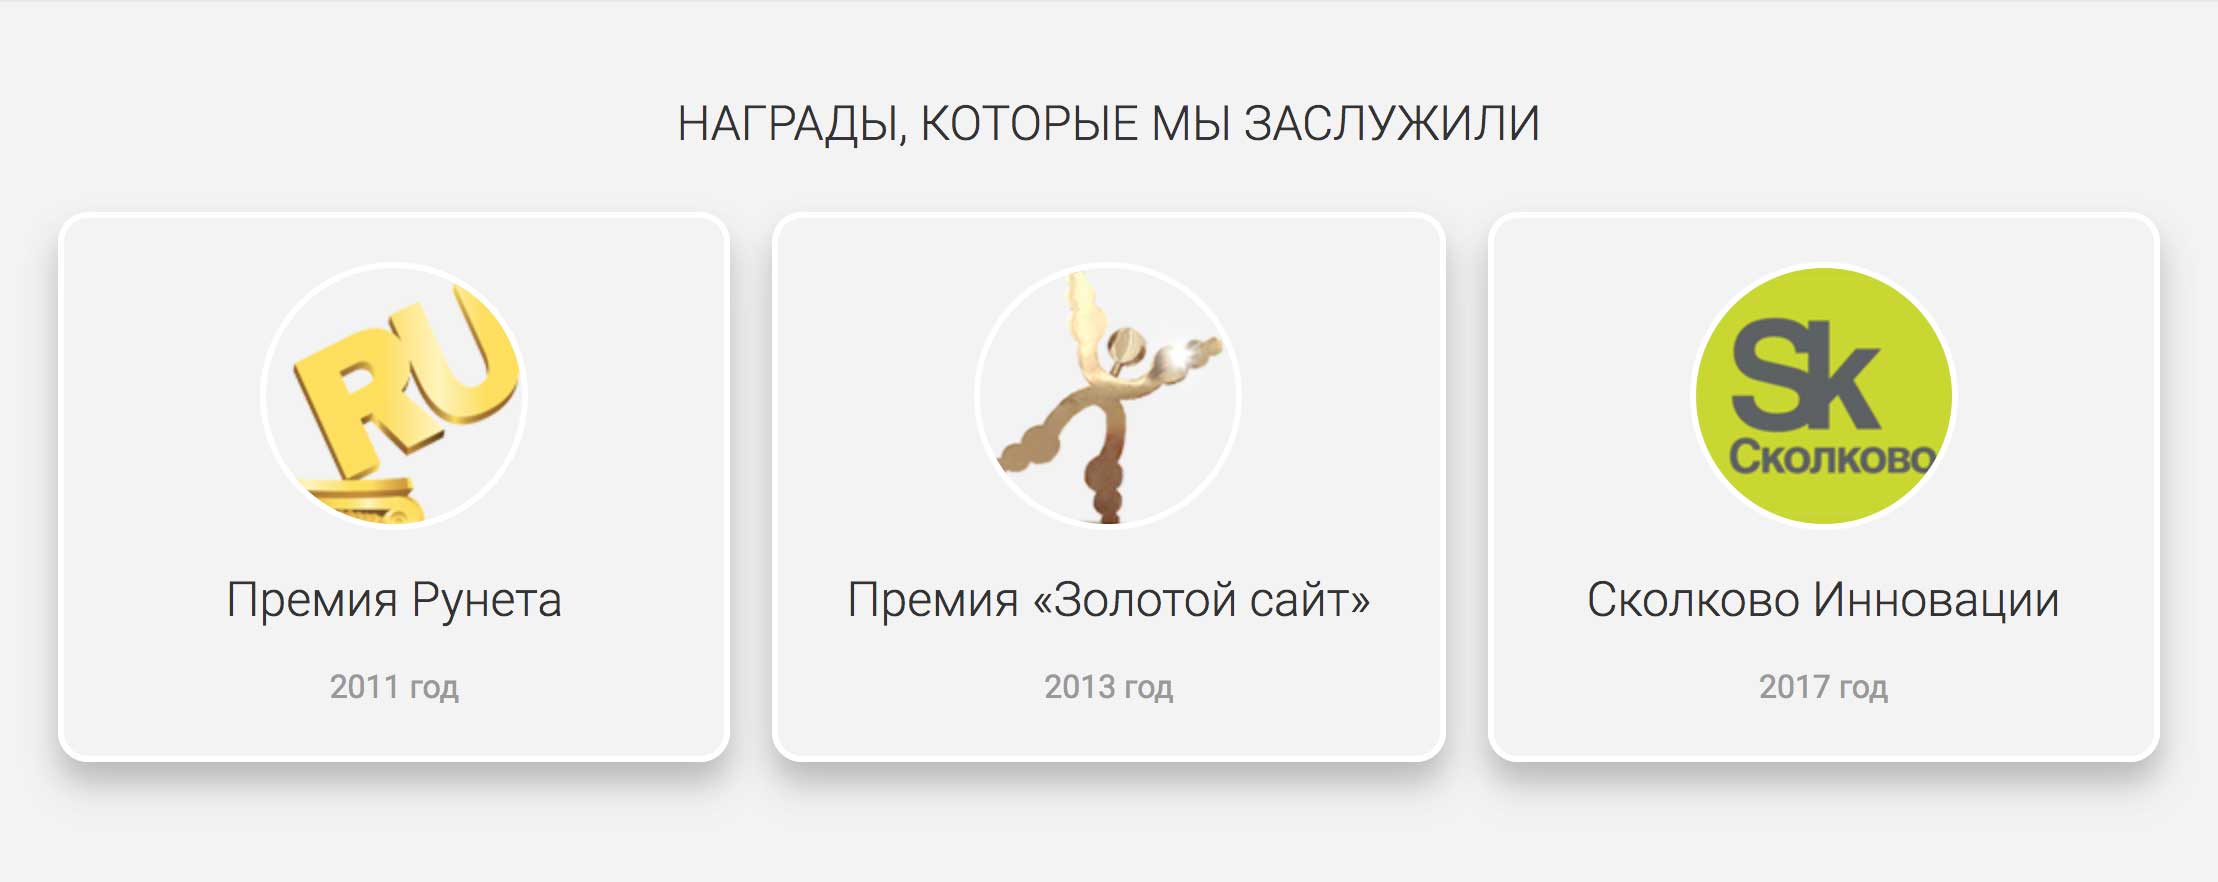 НАГРАДЫ, КОТОРЫЕ МЫ ЗАСЛУЖИЛИ
RU
Премия Рунета
2011 год
Премия «Золотой сайт»
2013 год
Sk
Сколково
Сколково Инновации
2017 год